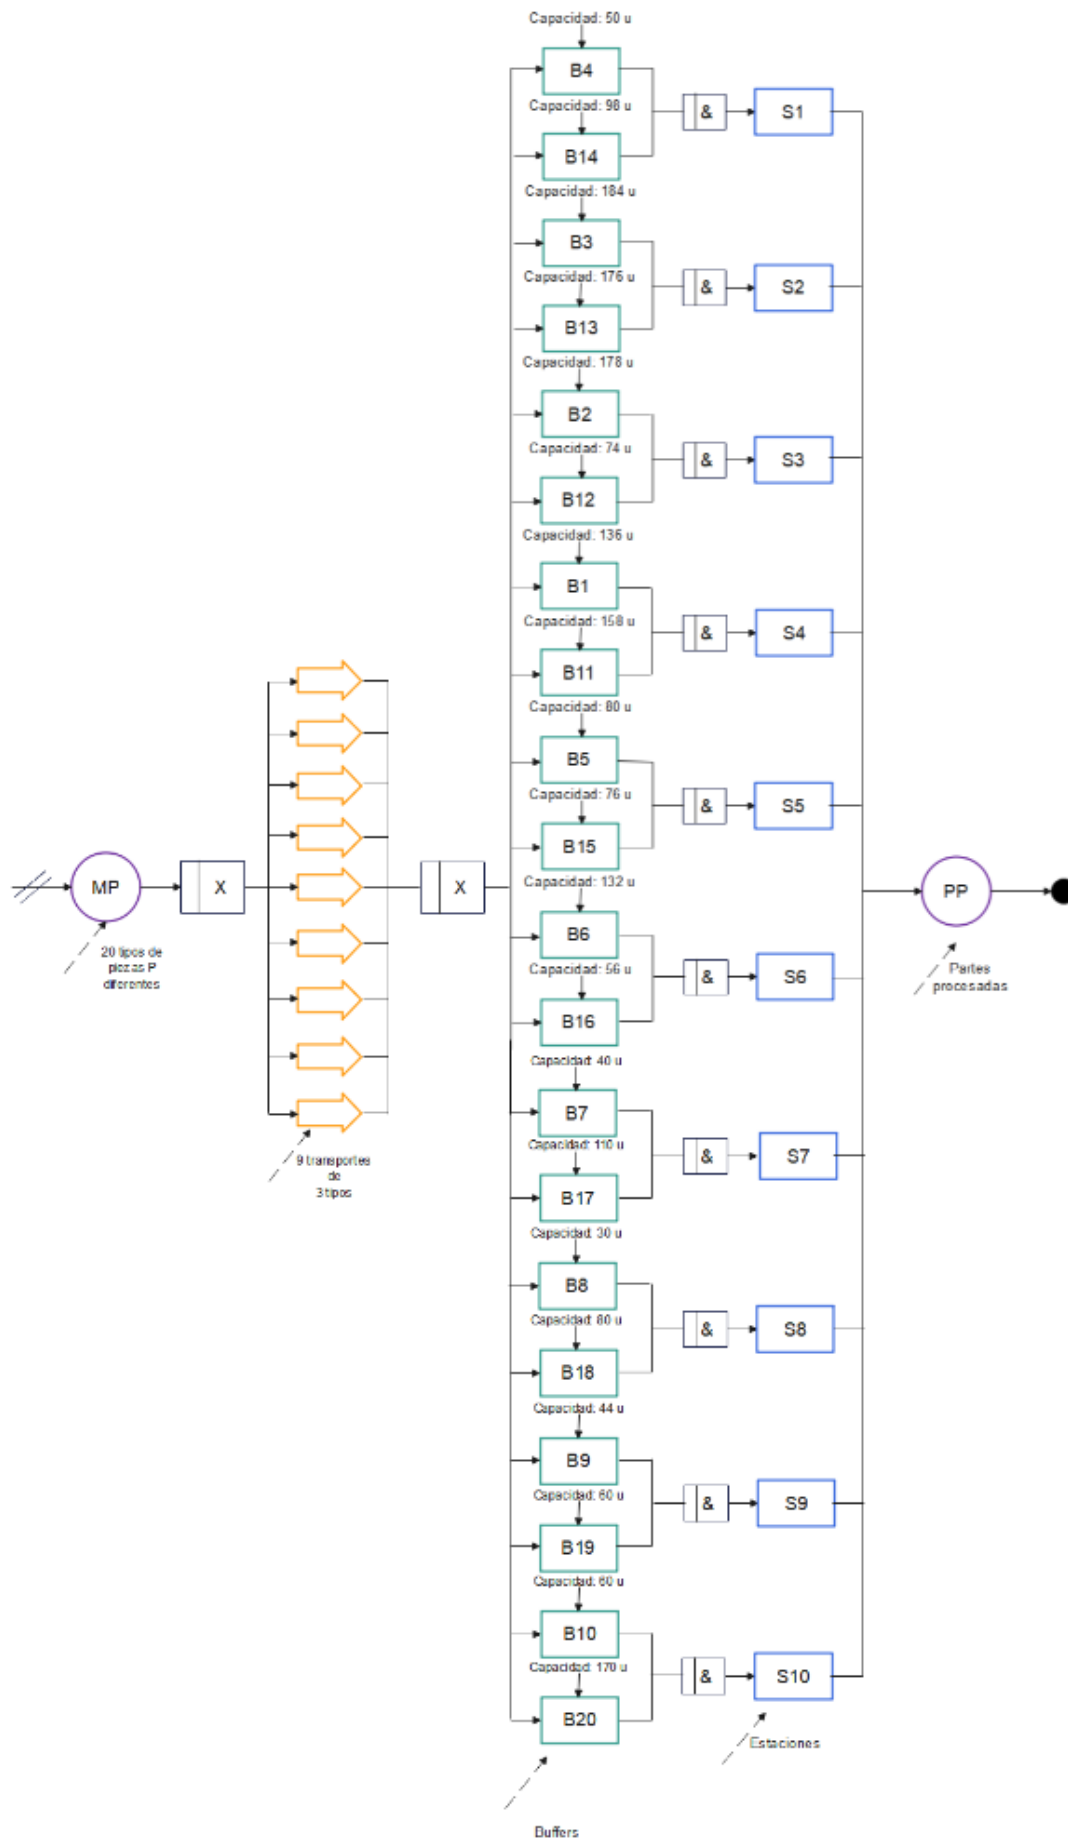 Capacidad: 50 u
B4
Capacidad: 98 u
&
S1
B14
Capacidad: 184 u
B3
Capacidad: 176 u
&
S2
B13
Capacidad: 178 u
B2
Capacidad: 74 u
&
S3
B12
Capacidad: 136 u
B1
Capacidad: 158 u
&
S4
B11
Capacidad: 80 u
B5
Capacidad: 76 u
&
S5
B15
Capacidad: 132 u
MP
X
X
PP
20 tipos de
piezas P
diferentes
Partes
procesadas
B6
Capacidad: 56 u
&
S6
B16
Capacidad: 40 u
B7
Capacidad: 110 u
&
S7
9 transportes
de
3 tipos
B17
Capacidad: 30 u
B8
Capacidad: 80 u
&
S8
B18
Capacidad: 44 u
B9
Capacidad: 60 u
&
S9
B19
Capacidad: 60 u
B10
Capacidad: 170 u
&
S10
B20
Estaciones
Buffers